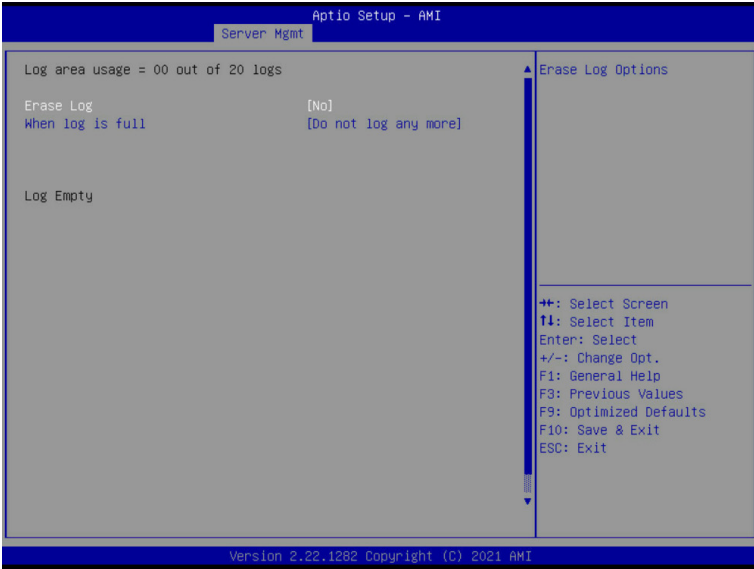 Aptio Setup – AMI
Server Mgmt
Log area usage = 00 out of 20 logs
Erase Log [No]
When log is full [Do not log any more]
Log Empty
Erase Log Options
→←: Select Screen
↑↓: Select Item
Enter: Select
+/-: Change Opt.
F1: General Help
F3: Previous Values
F9: Optimized Defaults
F10: Save & Exit
ESC: Exit
Version 2.22.1282 Copyright (C) 2021 AMI